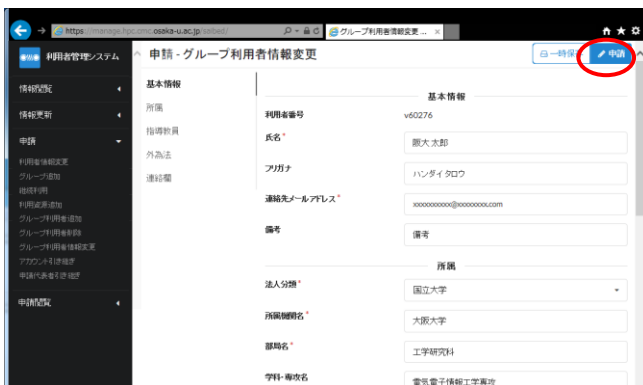 https://manage.hpc.cmc.osaka-u.ac.jp/saibed/
グループ利用者情報変更 ...
利用者管理システム
申請 - グループ利用者情報変更
一時保
申請
情報閲覧
情報更新
申請
利用者情報変更
グループ追加
継続利用
利用資源追加
グループ利用者追加
グループ利用者削除
グループ利用者情報変更
アカウント引き継ぎ
申請代表者引き継ぎ
申請閲覧
基本情報
所属
指導教員
外為法
連絡欄
基本情報
利用者番号 v60276
氏名* 阪大 太郎
フリガナ ハンダイ タロウ
連絡先メールアドレス* xxxxxxxxxx@xxxxxxxx.com
備考 備考
所属
法人分類* 国立大学
所属機関名* 大阪大学
部局名* 工学研究科
学科・専攻名 電気電子情報工学専攻